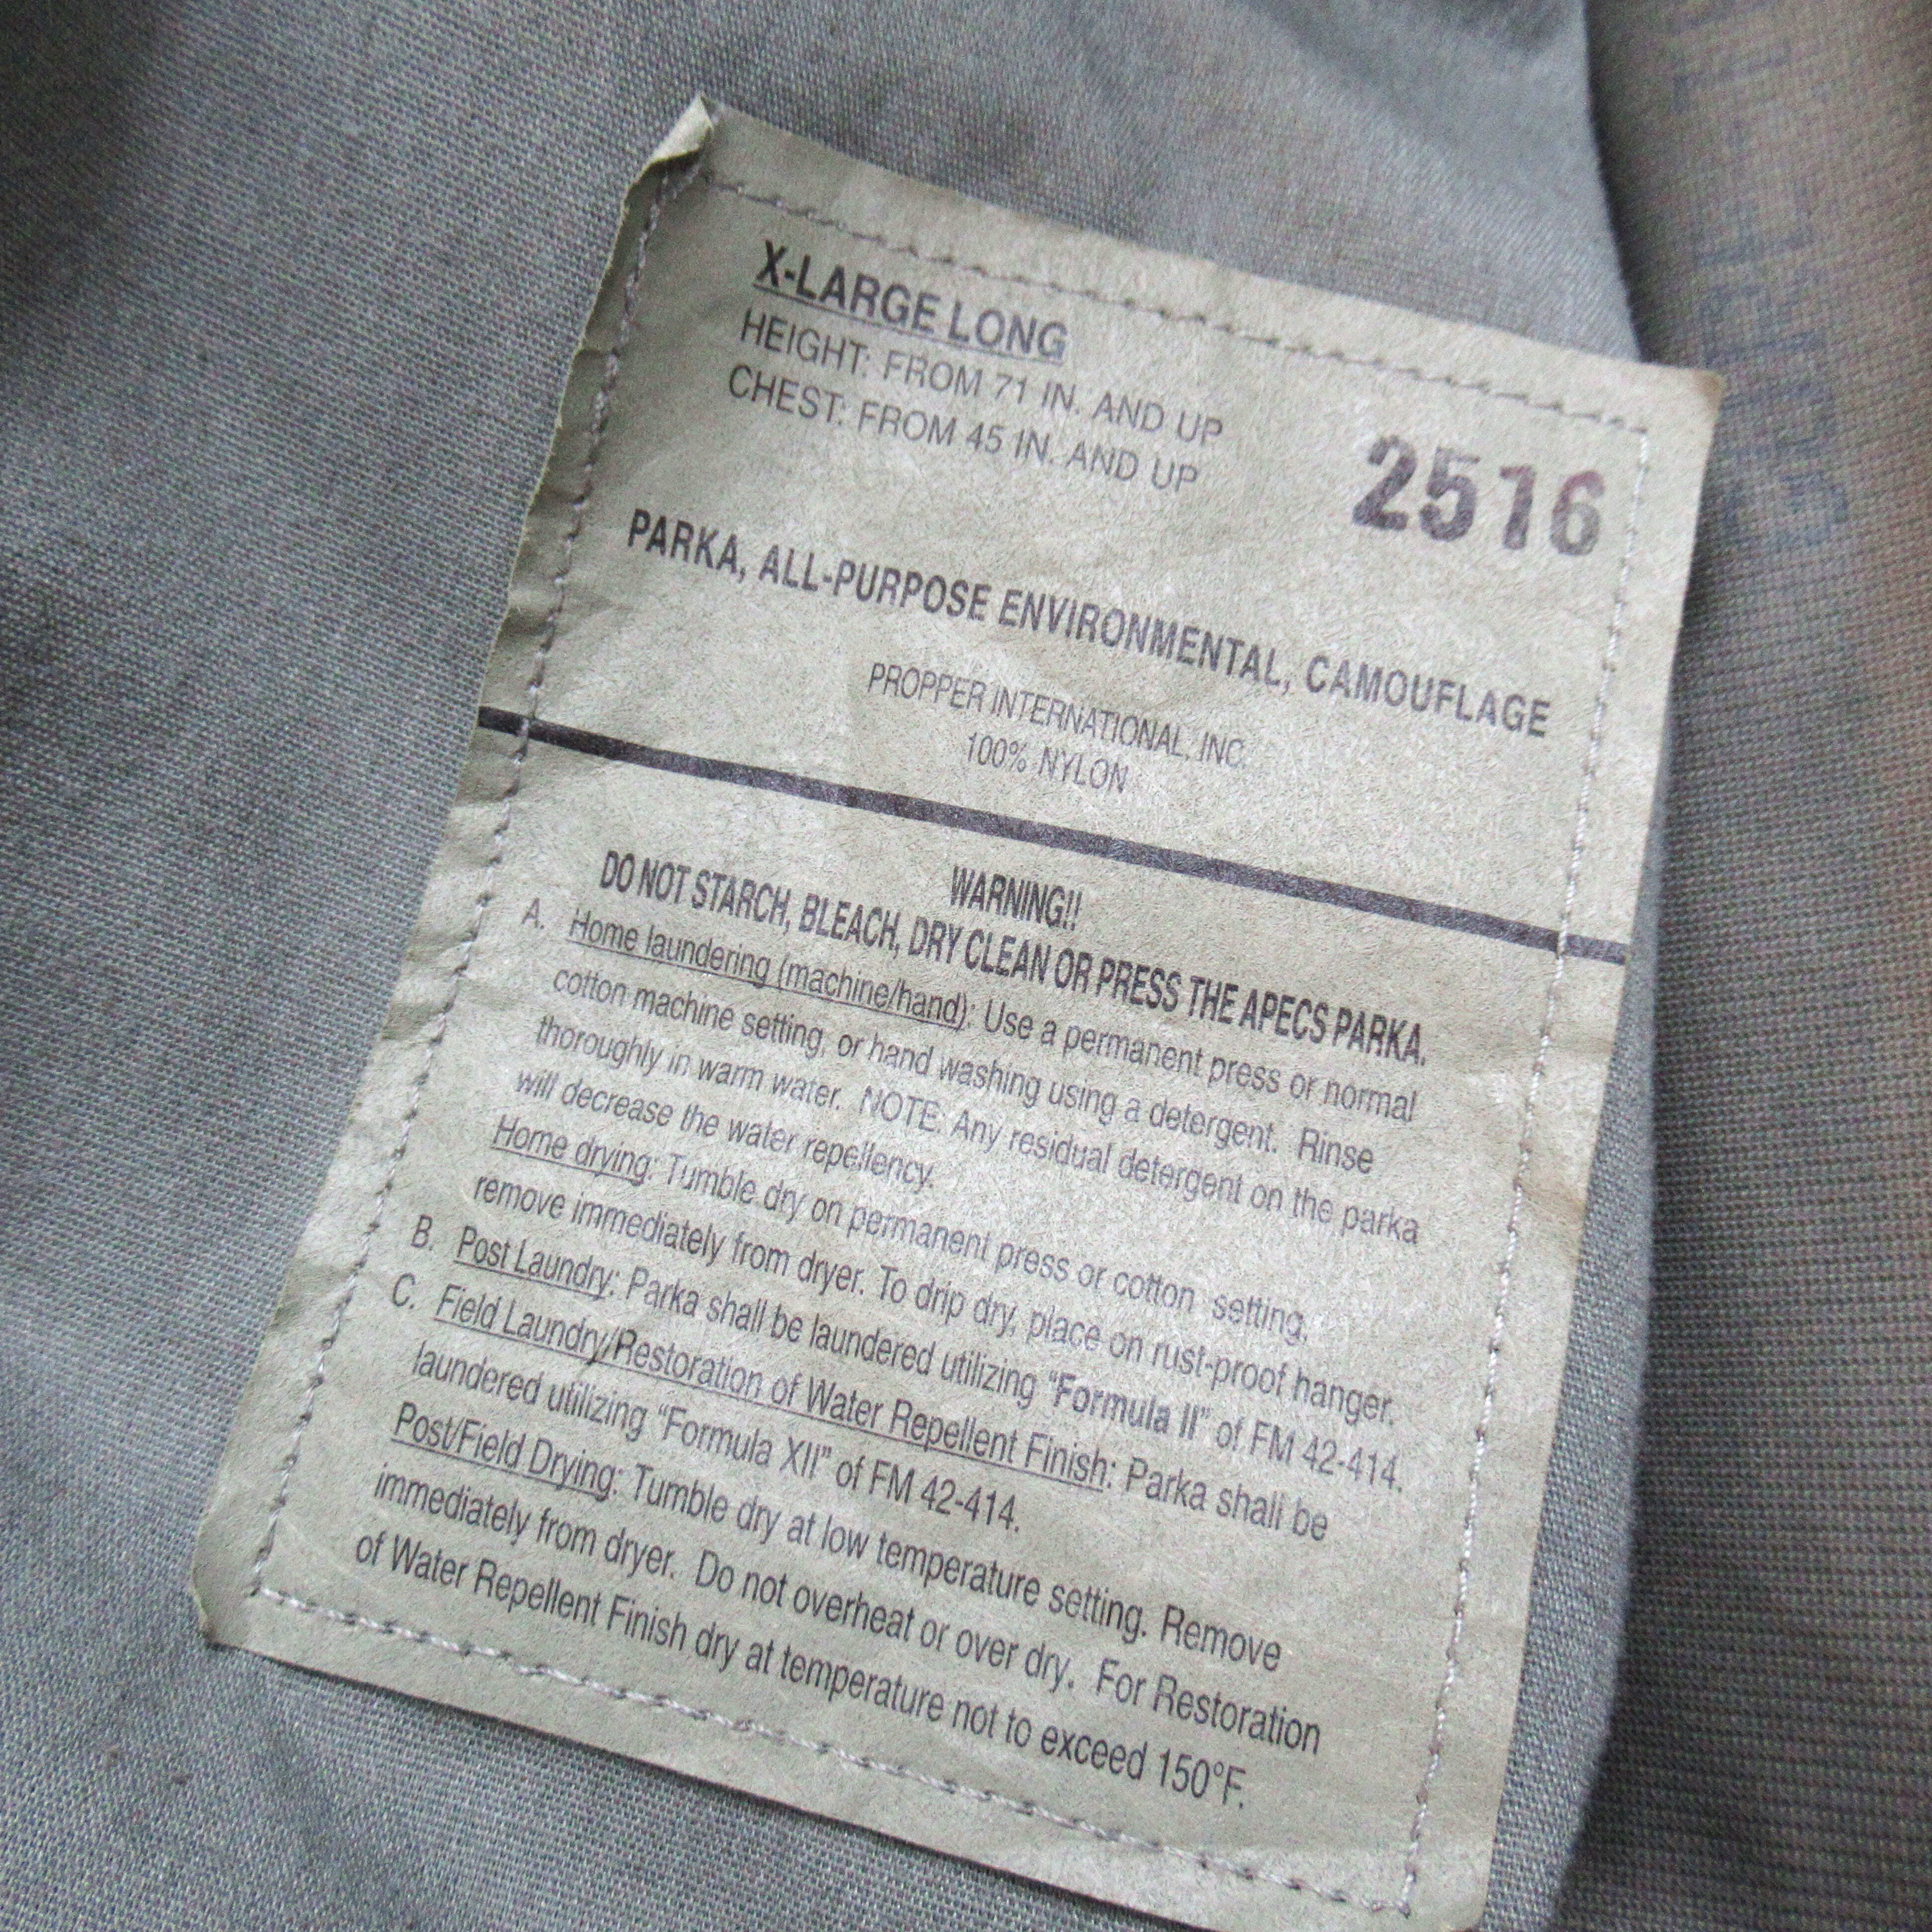 X-LARGE LONG
HEIGHT: FROM 71 IN. AND UP
CHEST: FROM 45 IN. AND UP
2516
PARKA, ALL-PURPOSE ENVIRONMENTAL, CAMOUFLAGE
PROPPER INTERNATIONAL, INC.
100% NYLON
WARNING!!
DO NOT STARCH, BLEACH, DRY CLEAN OR PRESS THE APECS PARKA.
A. Home laundering (machine/hand): Use a permanent press or normal
cotton machine setting, or hand washing using a detergent. Rinse
thoroughly in warm water. NOTE: Any residual detergent on the parka
will decrease the water repellency.
Home drying: Tumble dry on permanent press or cotton setting,
remove immediately from dryer. To drip dry, place on rust-proof hanger.
B. Post Laundry: Parka shall be laundered utilizing “Formula II” of FM 42-414.
C. Field Laundry/Restoration of Water Repellent Finish: Parka shall be
laundered utilizing “Formula XII” of FM 42-414.
Post/Field Drying: Tumble dry at low temperature setting. Remove
immediately from dryer. Do not overheat or over dry. For Restoration
of Water Repellent Finish dry at temperature not to exceed 150°F.